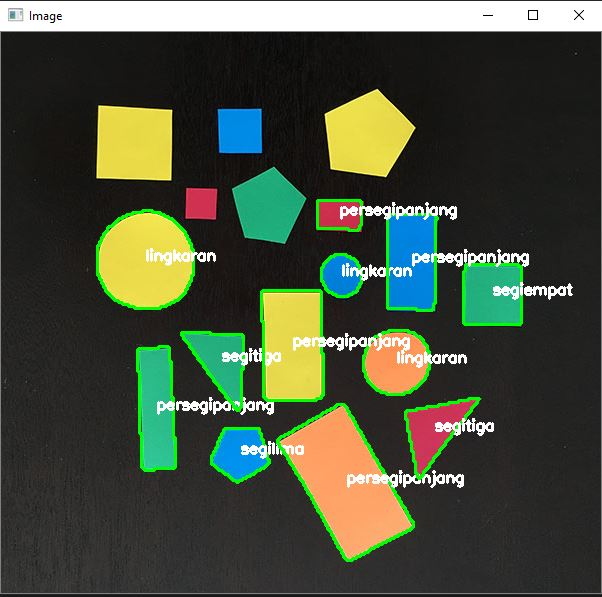 Image
persegipanjang
lingkaran
persegipanjang
lingkaran
segiempat
persegipanjang
segitiga
lingkaran
persegipanjang
segitiga
segilima
persegipanjang